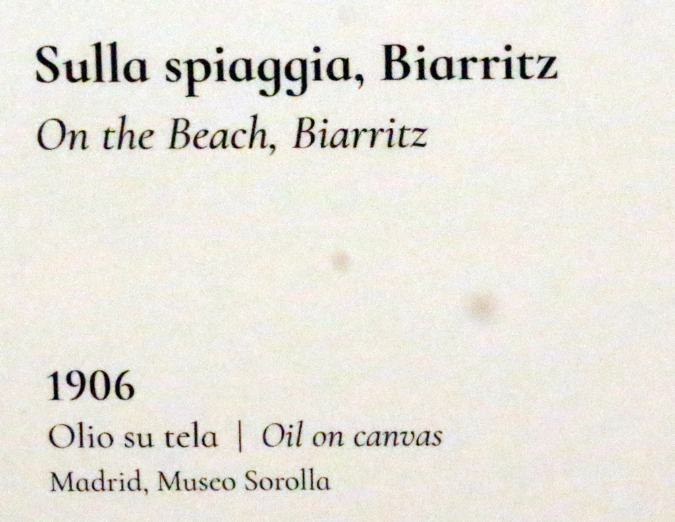 Sulla spiaggia, Biarritz
On the Beach, Biarritz
1906
Olio su tela | Oil on canvas
Madrid, Museo Sorolla